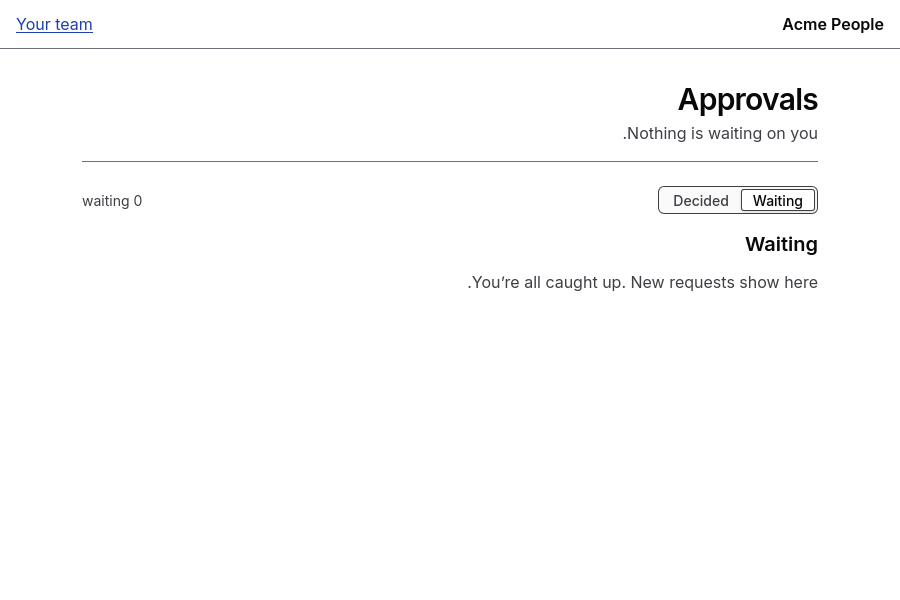 Acme People
Your team
Approvals
Nothing is waiting on you.
Waiting
Decided
0 waiting
Waiting
You’re all caught up. New requests show here.